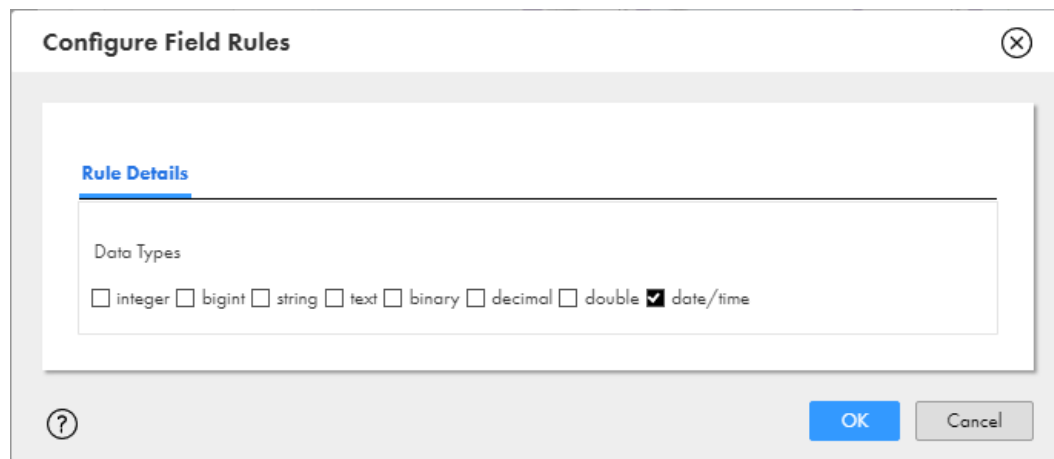 Configure Field Rules
Rule Details
Data Types
integer bigint string text binary decimal double date/time
?
OK Cancel